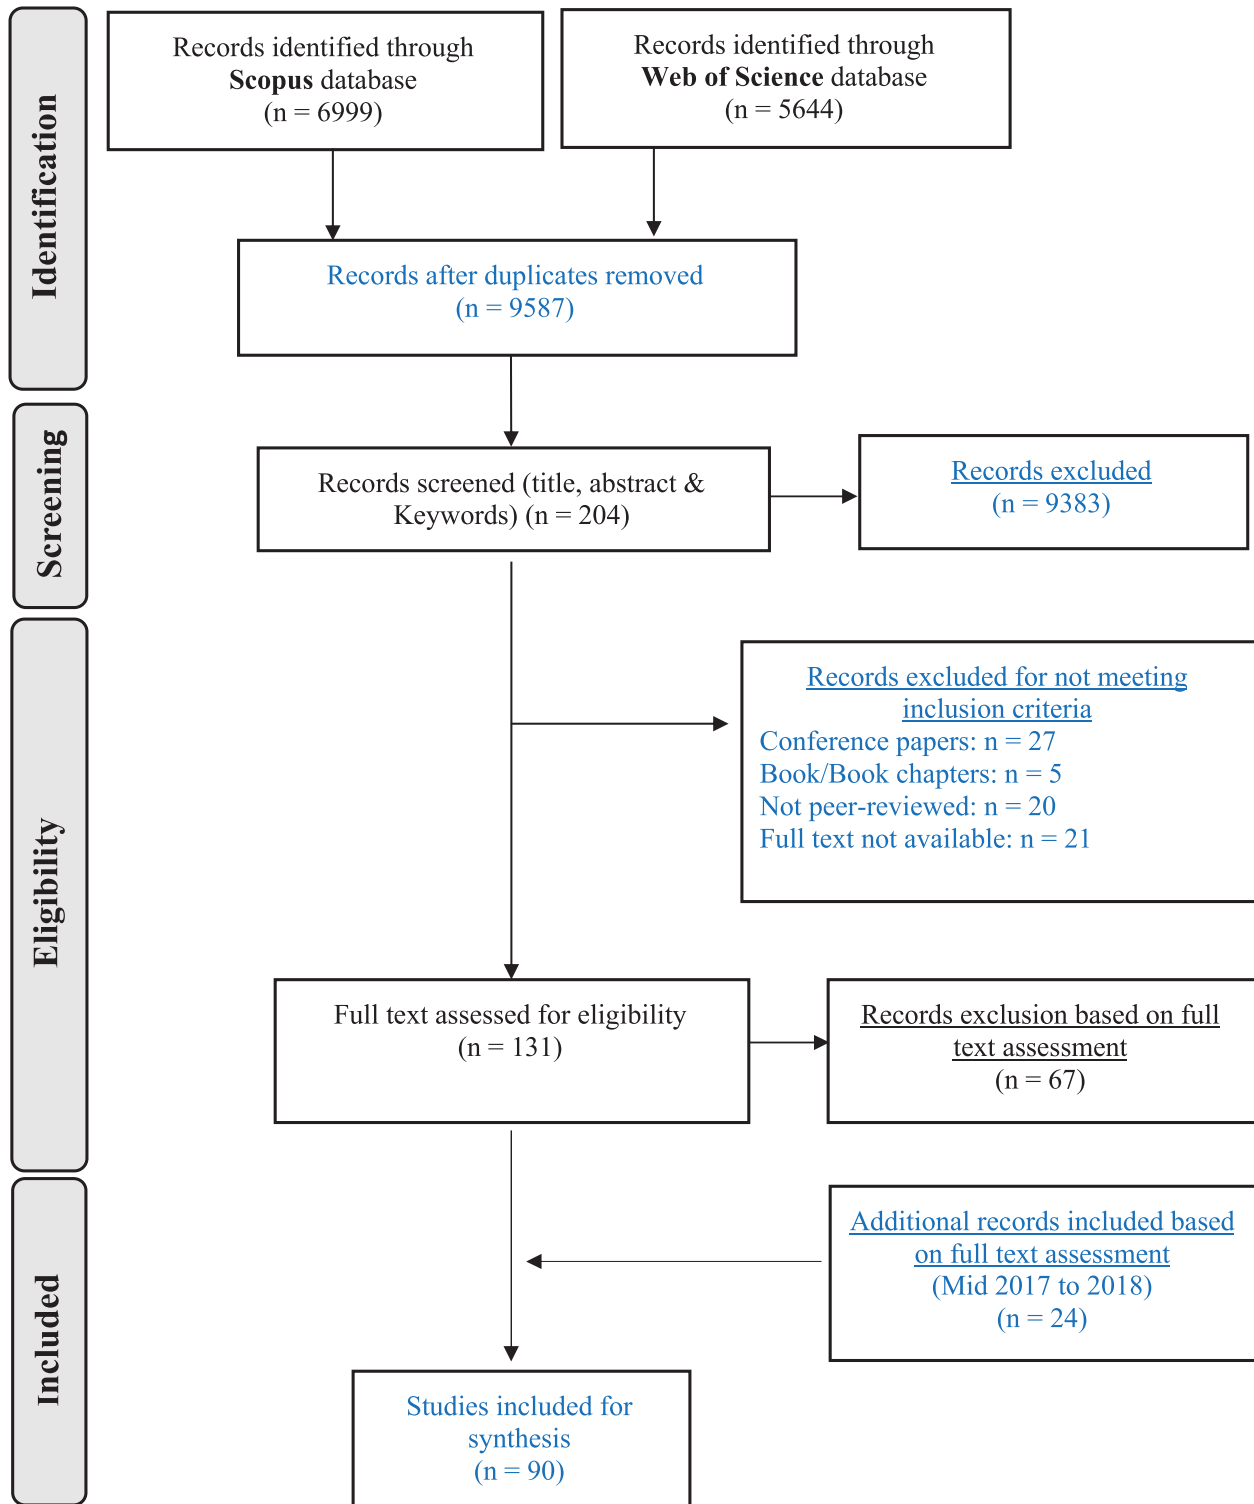 Identification
Records identified through
Scopus database
(n = 6999)
Records identified through
Web of Science database
(n = 5644)
Records after duplicates removed
(n = 9587)
Screening
Records screened (title, abstract &
Keywords) (n = 204)
Records excluded
(n = 9383)
Eligibility
Records excluded for not meeting
inclusion criteria
Conference papers: n = 27
Book/Book chapters: n = 5
Not peer-reviewed: n = 20
Full text not available: n = 21
Full text assessed for eligibility
(n = 131)
Records exclusion based on full
text assessment
(n = 67)
Included
Additional records included based
on full text assessment
(Mid 2017 to 2018)
(n = 24)
Studies included for
synthesis
(n = 90)